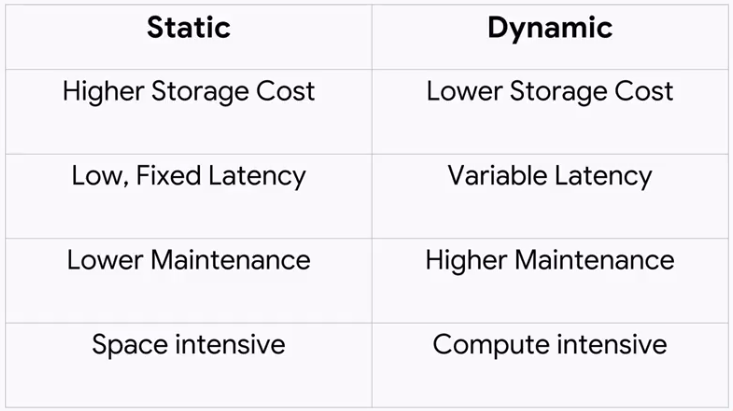 Static Dynamic
Higher Storage Cost Lower Storage Cost
Low, Fixed Latency Variable Latency
Lower Maintenance Higher Maintenance
Space intensive Compute intensive